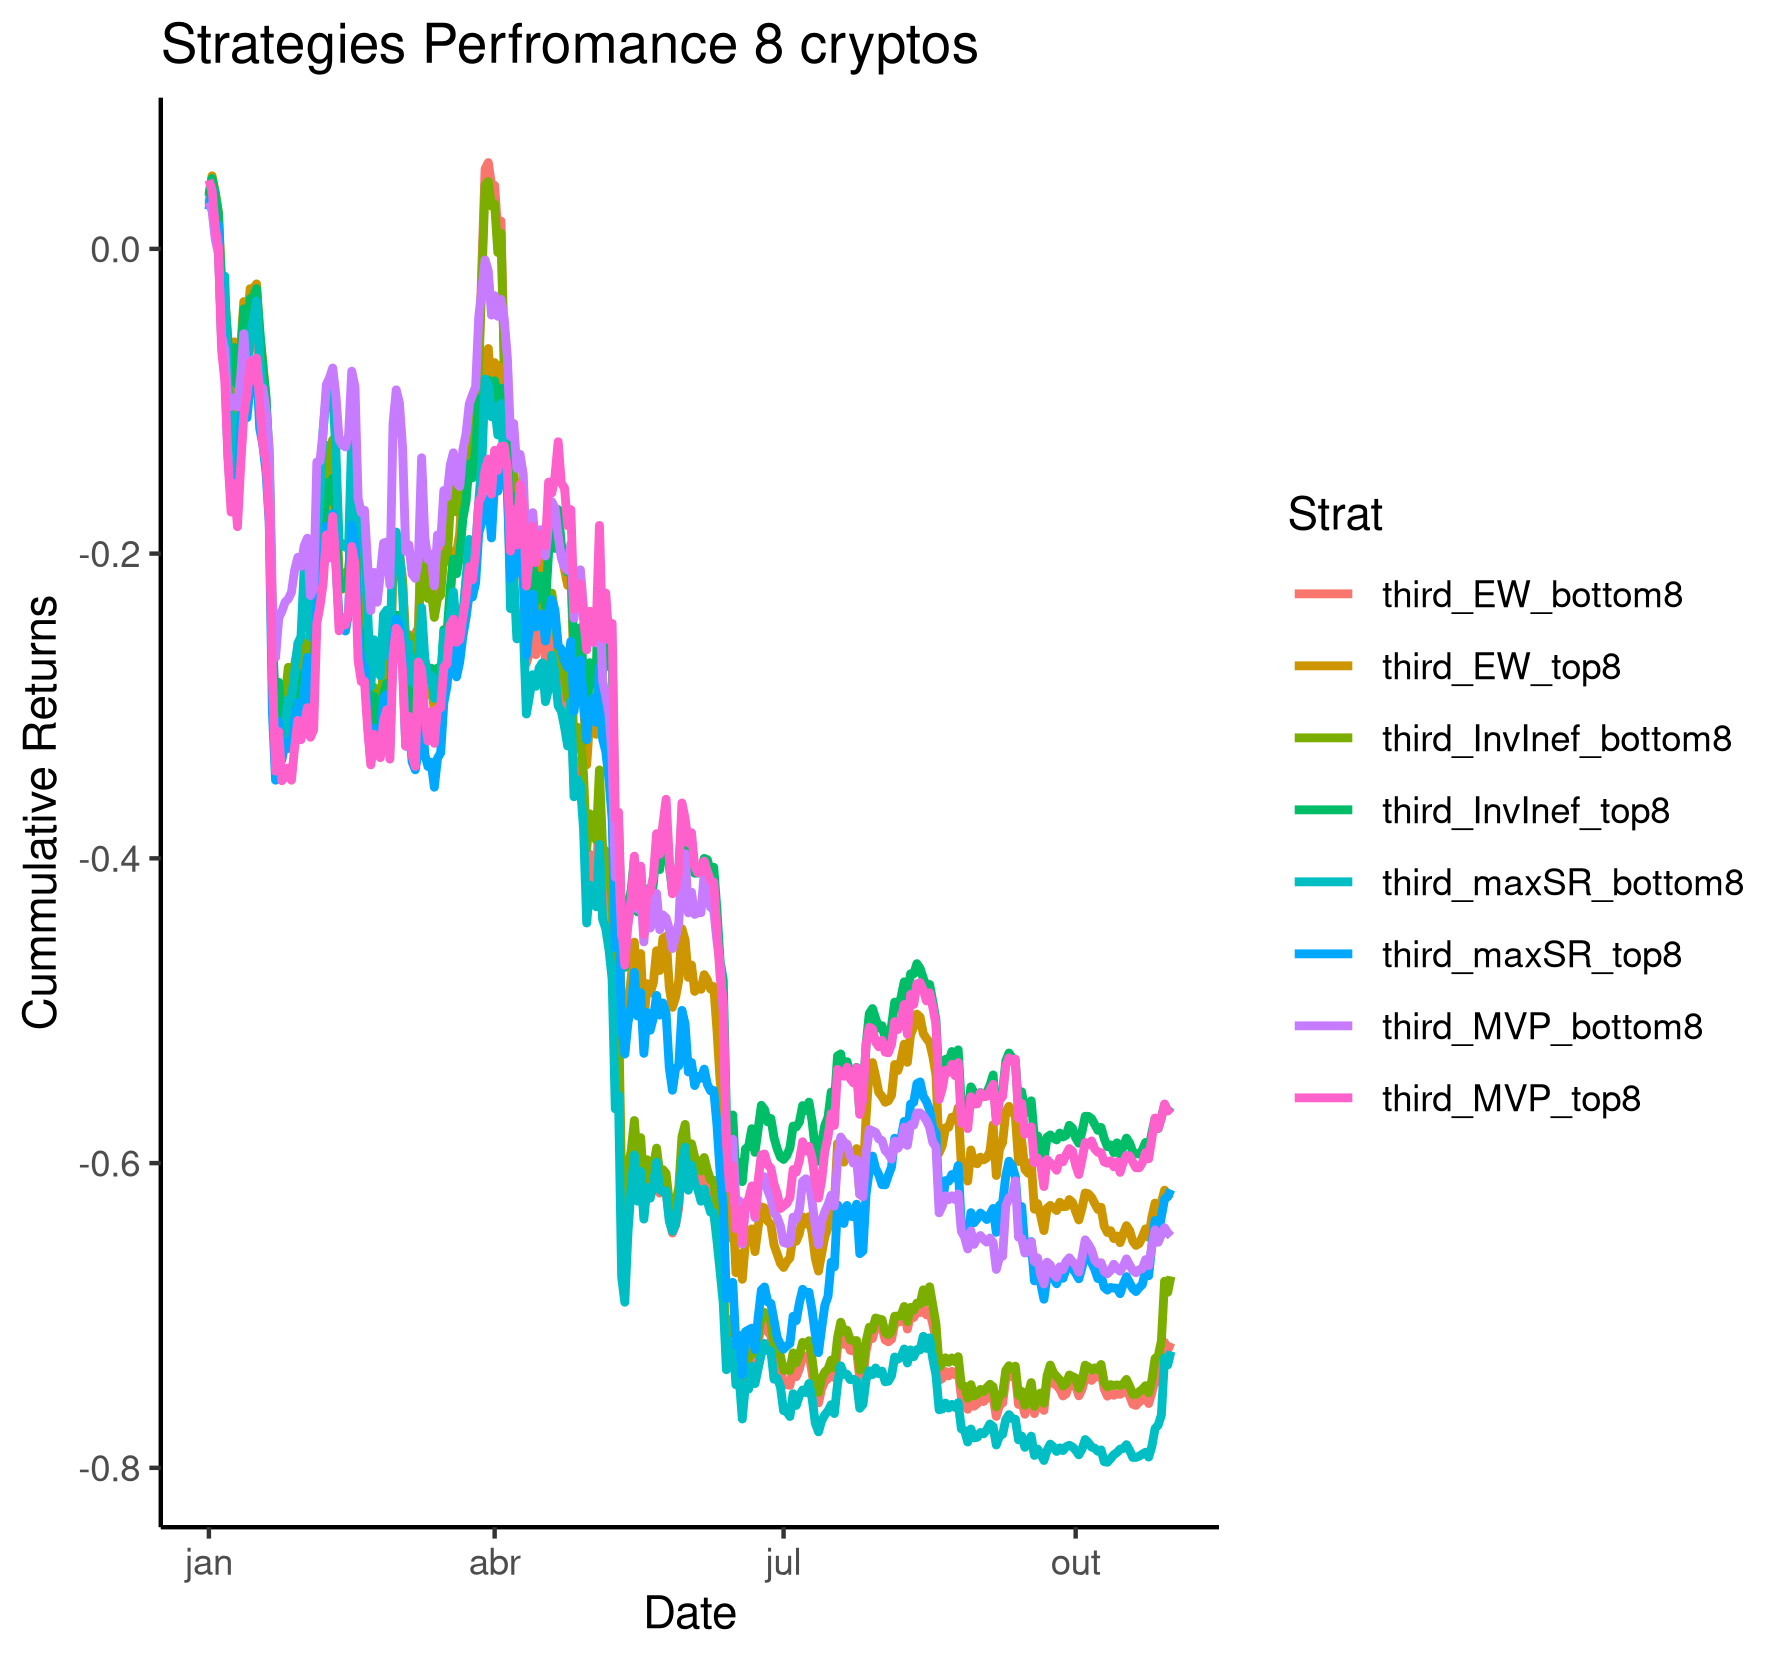 Strategies Perfromance 8 cryptos
Cummulative Returns
0.0
-0.2
-0.4
-0.6
-0.8
jan
abr
jul
out
Date
Strat
third_EW_bottom8
third_EW_top8
third_InvInef_bottom8
third_InvInef_top8
third_maxSR_bottom8
third_maxSR_top8
third_MVP_bottom8
third_MVP_top8